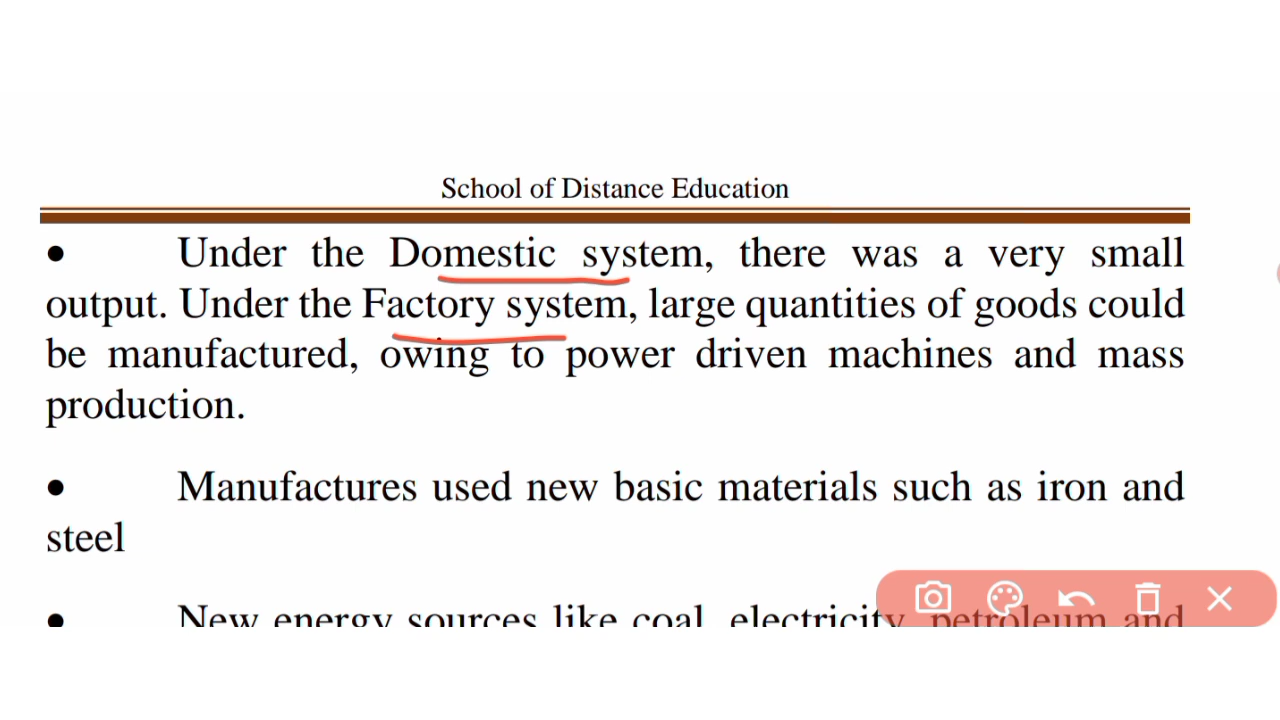 School of Distance Education
● Under the Domestic system, there was a very small
output. Under the Factory system, large quantities of goods could
be manufactured, owing to power driven machines and mass
production.
● Manufactures used new basic materials such as iron and
steel
● New energy sources like coal, electricity, petroleum and